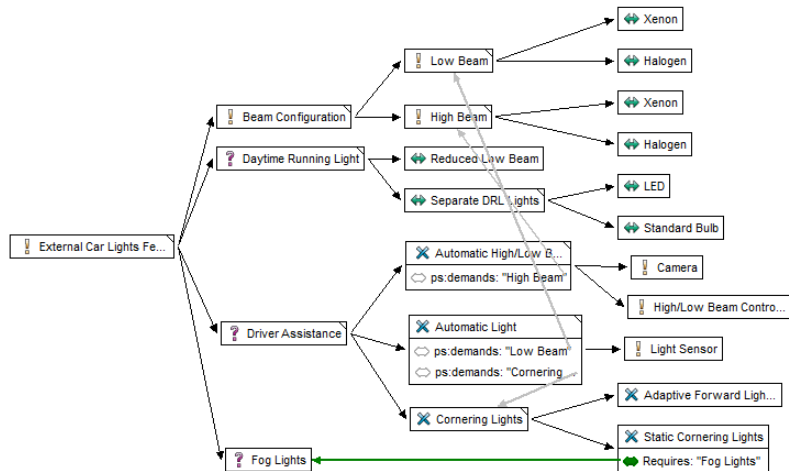 Xenon
Low Beam
Halogen
Xenon
Beam Configuration
High Beam
Halogen
Daytime Running Light
Reduced Low Beam
LED
Separate DRL Lights
Standard Bulb
External Car Lights Fe...
Automatic High/Low B...
Camera
ps:demands: "High Beam"
High/Low Beam Contro...
Automatic Light
Driver Assistance
ps:demands: "Low Beam"
Light Sensor
ps:demands: "Cornering ...
Adaptive Forward Ligh...
Cornering Lights
Static Cornering Lights
Fog Lights
Requires: "Fog Lights"